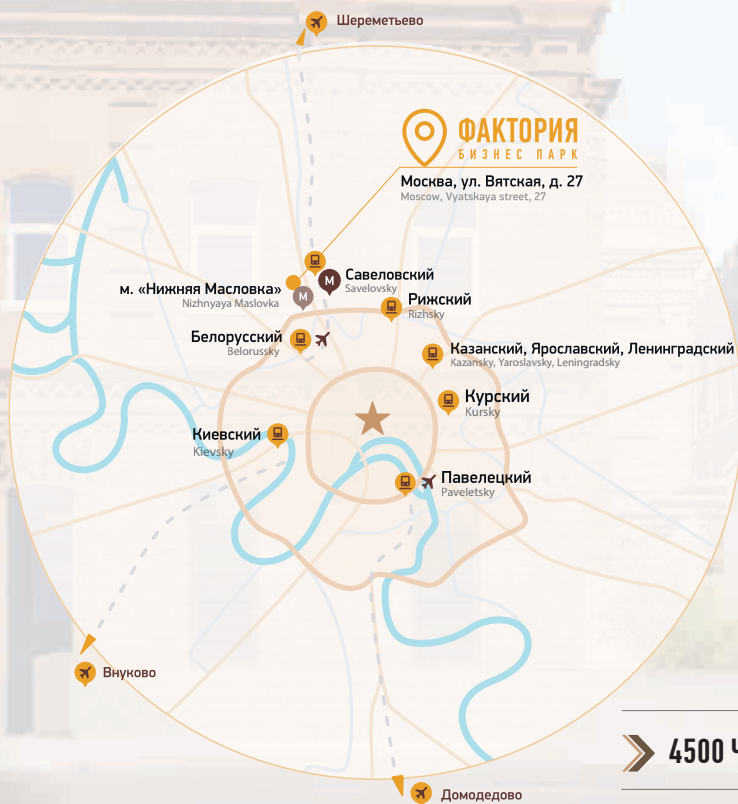 Шереметьево
ФАКТОРИЯ
БИЗНЕС ПАРК
Москва, ул. Вятская, д. 27
Moscow, Vyatskaya street, 27
Савеловский
Savelovsky
м. «Нижняя Масловка»
Nizhnyaya Maslovka
М
М
Рижский
Rizhsky
Белорусский
Belorussky
Казанский, Ярославский, Ленинградский
Kazansky, Yaroslavsky, Leningradsky
Курский
Kursky
Киевский
Kievsky
Павелецкий
Paveletsky
Внуково
4500
Домодедово